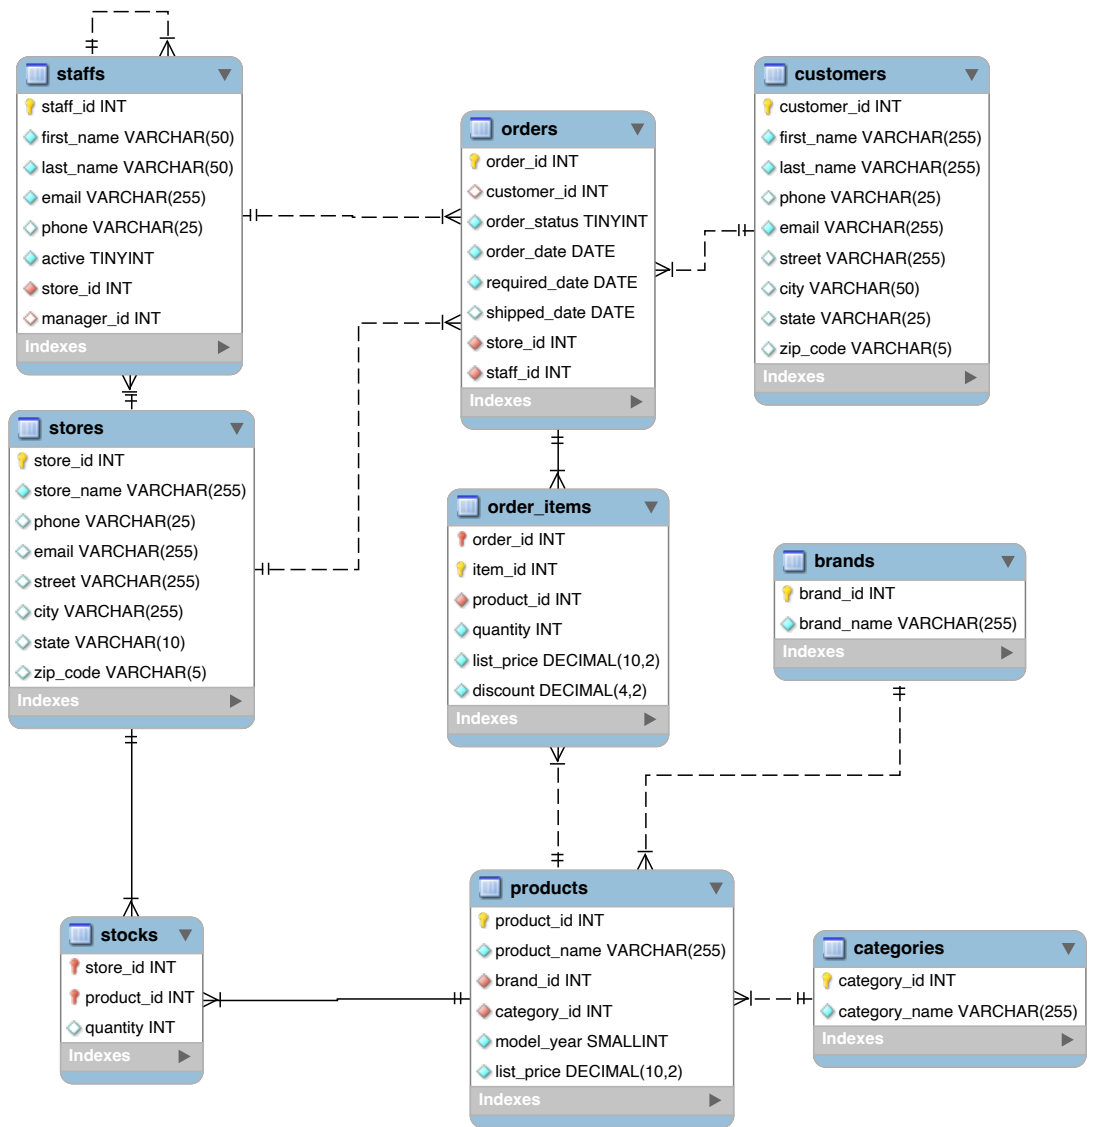 staffs
staff_id INT
first_name VARCHAR(50)
last_name VARCHAR(50)
email VARCHAR(255)
phone VARCHAR(25)
active TINYINT
store_id INT
manager_id INT
Indexes
orders
order_id INT
customer_id INT
order_status TINYINT
order_date DATE
required_date DATE
shipped_date DATE
store_id INT
staff_id INT
Indexes
customers
customer_id INT
first_name VARCHAR(255)
last_name VARCHAR(255)
phone VARCHAR(25)
email VARCHAR(255)
street VARCHAR(255)
city VARCHAR(50)
state VARCHAR(25)
zip_code VARCHAR(5)
Indexes
stores
store_id INT
store_name VARCHAR(255)
phone VARCHAR(25)
email VARCHAR(255)
street VARCHAR(255)
city VARCHAR(255)
state VARCHAR(10)
zip_code VARCHAR(5)
Indexes
order_items
order_id INT
item_id INT
product_id INT
quantity INT
list_price DECIMAL(10,2)
discount DECIMAL(4,2)
Indexes
brands
brand_id INT
brand_name VARCHAR(255)
Indexes
stocks
store_id INT
product_id INT
quantity INT
Indexes
products
product_id INT
product_name VARCHAR(255)
brand_id INT
category_id INT
model_year SMALLINT
list_price DECIMAL(10,2)
Indexes
categories
category_id INT
category_name VARCHAR(255)
Indexes